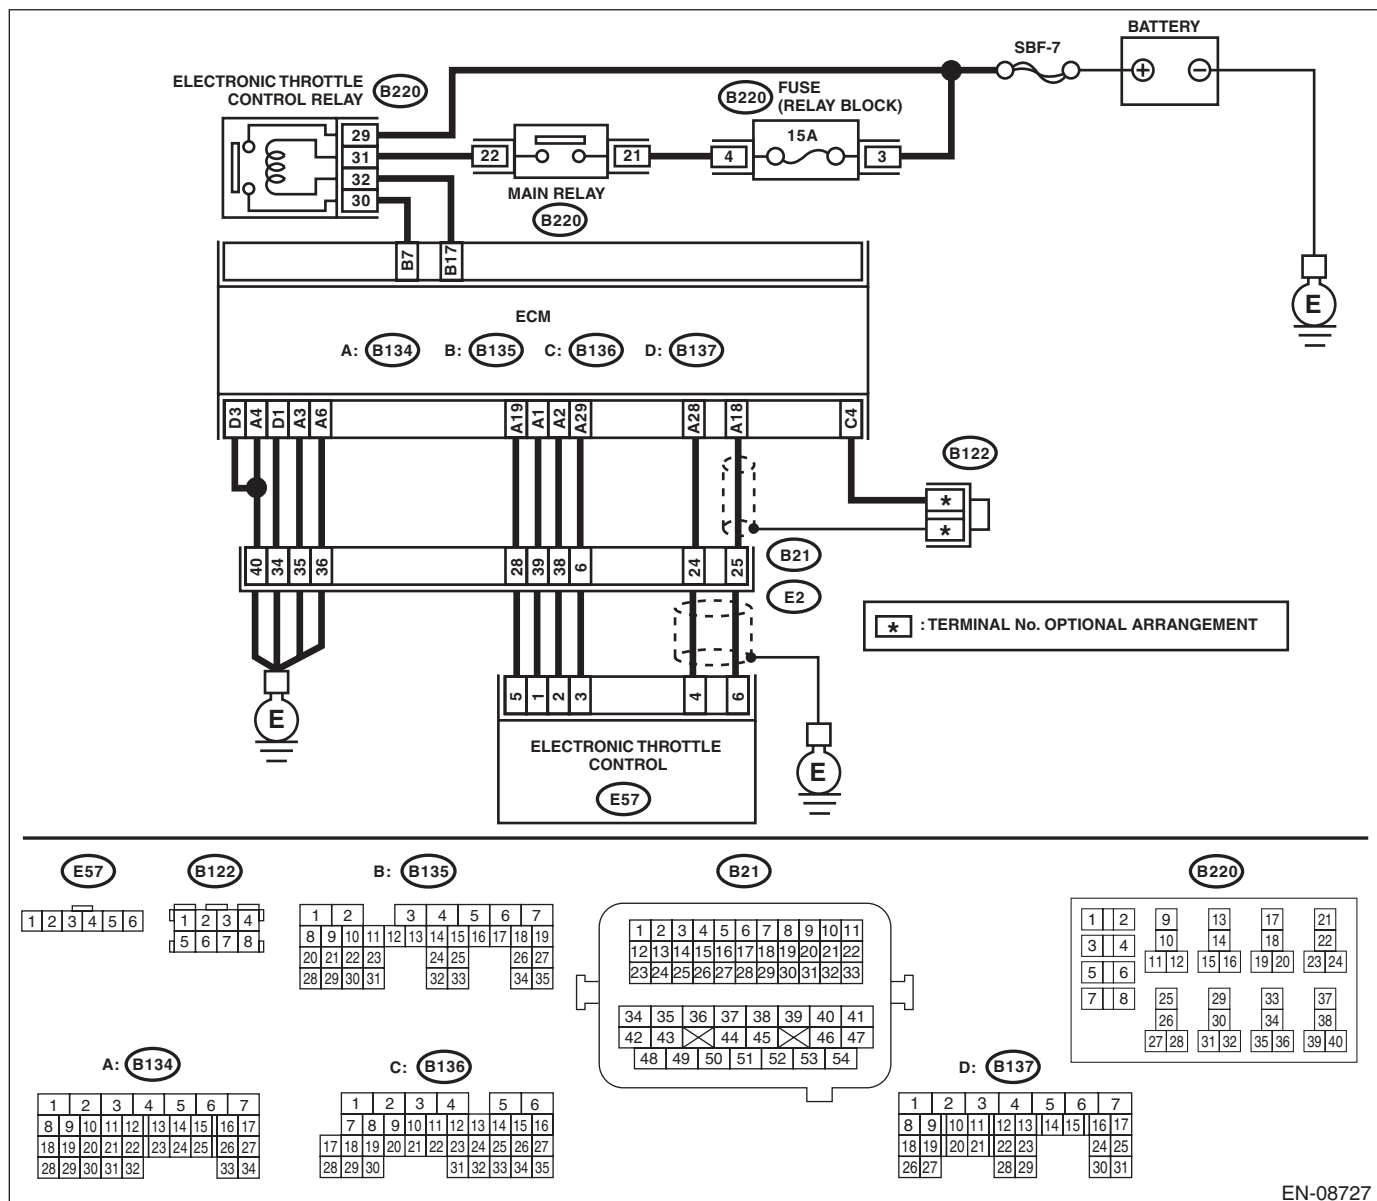 BATTERY
SBF-7
ELECTRONIC THROTTLE
CONTROL RELAY
B220
B220
FUSE
(RELAY BLOCK)
15A
29
31
32
30
22
21
4
3
MAIN RELAY
B220
B7
B17
E
ECM
A: B134 B: B135 C: B136 D: B137
D3 A4 D1 A3 A6 A19 A1 A2 A29 A28 A18 C4
B122
*
*
B21
E2
40 34 35 36 28 39 38 6 24 25
* : TERMINAL No. OPTIONAL ARRANGEMENT
5 1 2 3 4 6
E
ELECTRONIC THROTTLE
CONTROL
E57
E
E57
1 2 3 4 5 6
B122
1 2 3 4
5 6 7 8
B: B135
1 2 3 4 5 6 7
8 9 10 11 12 13 14 15 16 17 18 19
20 21 22 23 24 25 26 27
28 29 30 31 32 33 34 35
B21
1 2 3 4 5 6 7 8 9 10 11
12 13 14 15 16 17 18 19 20 21 22
23 24 25 26 27 28 29 30 31 32 33
34 35 36 37 38 39 40 41
42 43 44 45 46 47
48 49 50 51 52 53 54
B220
1 2 9 13 17 21
3 4 10 14 18 22
11 12 15 16 19 20 23 24
5 6
7 8 25 29 33 37
26 30 34 38
27 28 31 32 35 36 39 40
A: B134
1 2 3 4 5 6 7
8 9 10 11 12 13 14 15 16 17
18 19 20 21 22 23 24 25 26 27
28 29 30 31 32 33 34
C: B136
1 2 3 4 5 6
7 8 9 10 11 12 13 14 15 16
17 18 19 20 21 22 23 24 25 26 27
28 29 30 31 32 33 34 35
D: B137
1 2 3 4 5 6 7
8 9 10 11 12 13 14 15 16 17
18 19 20 21 22 23 24 25
26 27 28 29 30 31
EN-08727